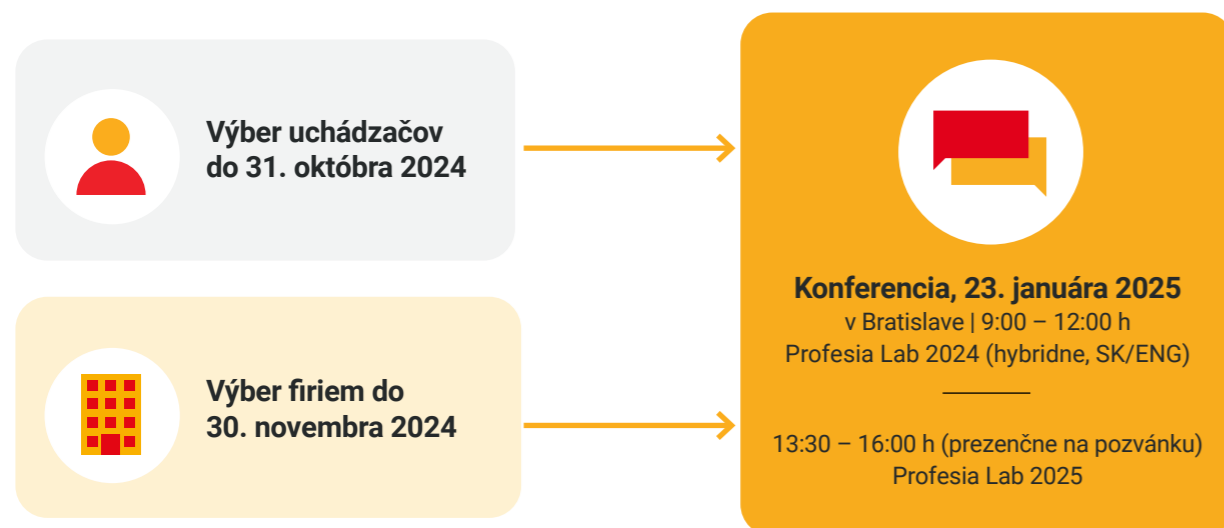 Výber uchádzačov
do 31. októbra 2024
Výber firiem do
30. novembra 2024
Konferencia, 23. januára 2025
v Bratislave | 9:00 – 12:00 h
Profesia Lab 2024 (hybridne, SK/ENG)
13:30 – 16:00 h (prezenčne na pozvánku)
Profesia Lab 2025